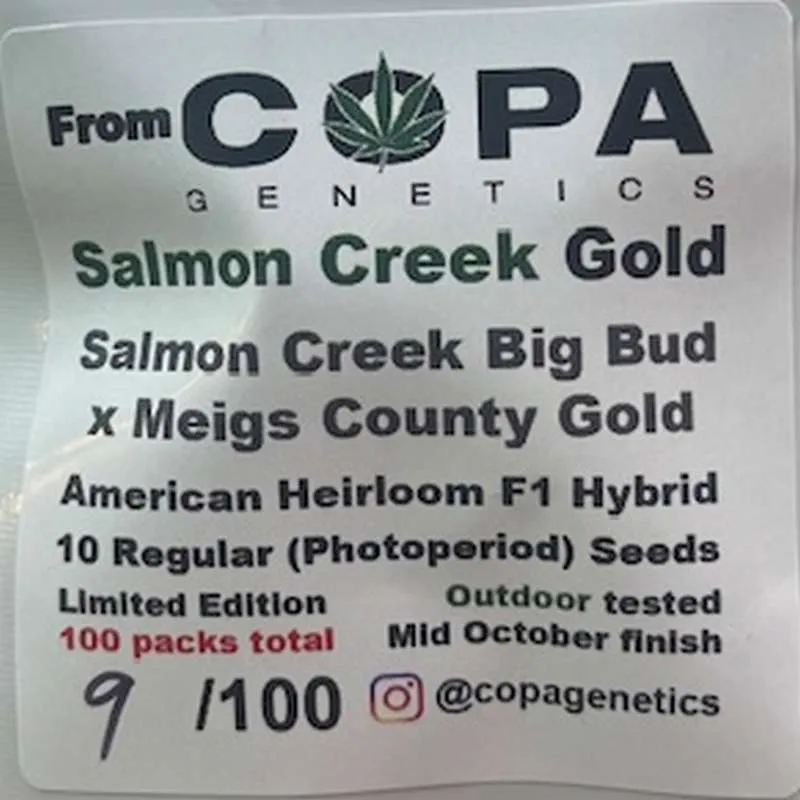 From COPA
GENETICS
Salmon Creek Gold
Salmon Creek Big Bud
x Meigs County Gold
American Heirloom F1 Hybrid
10 Regular (Photoperiod) Seeds
Limited Edition Outdoor tested
100 packs total Mid October finish
9 /100 @copagenetics